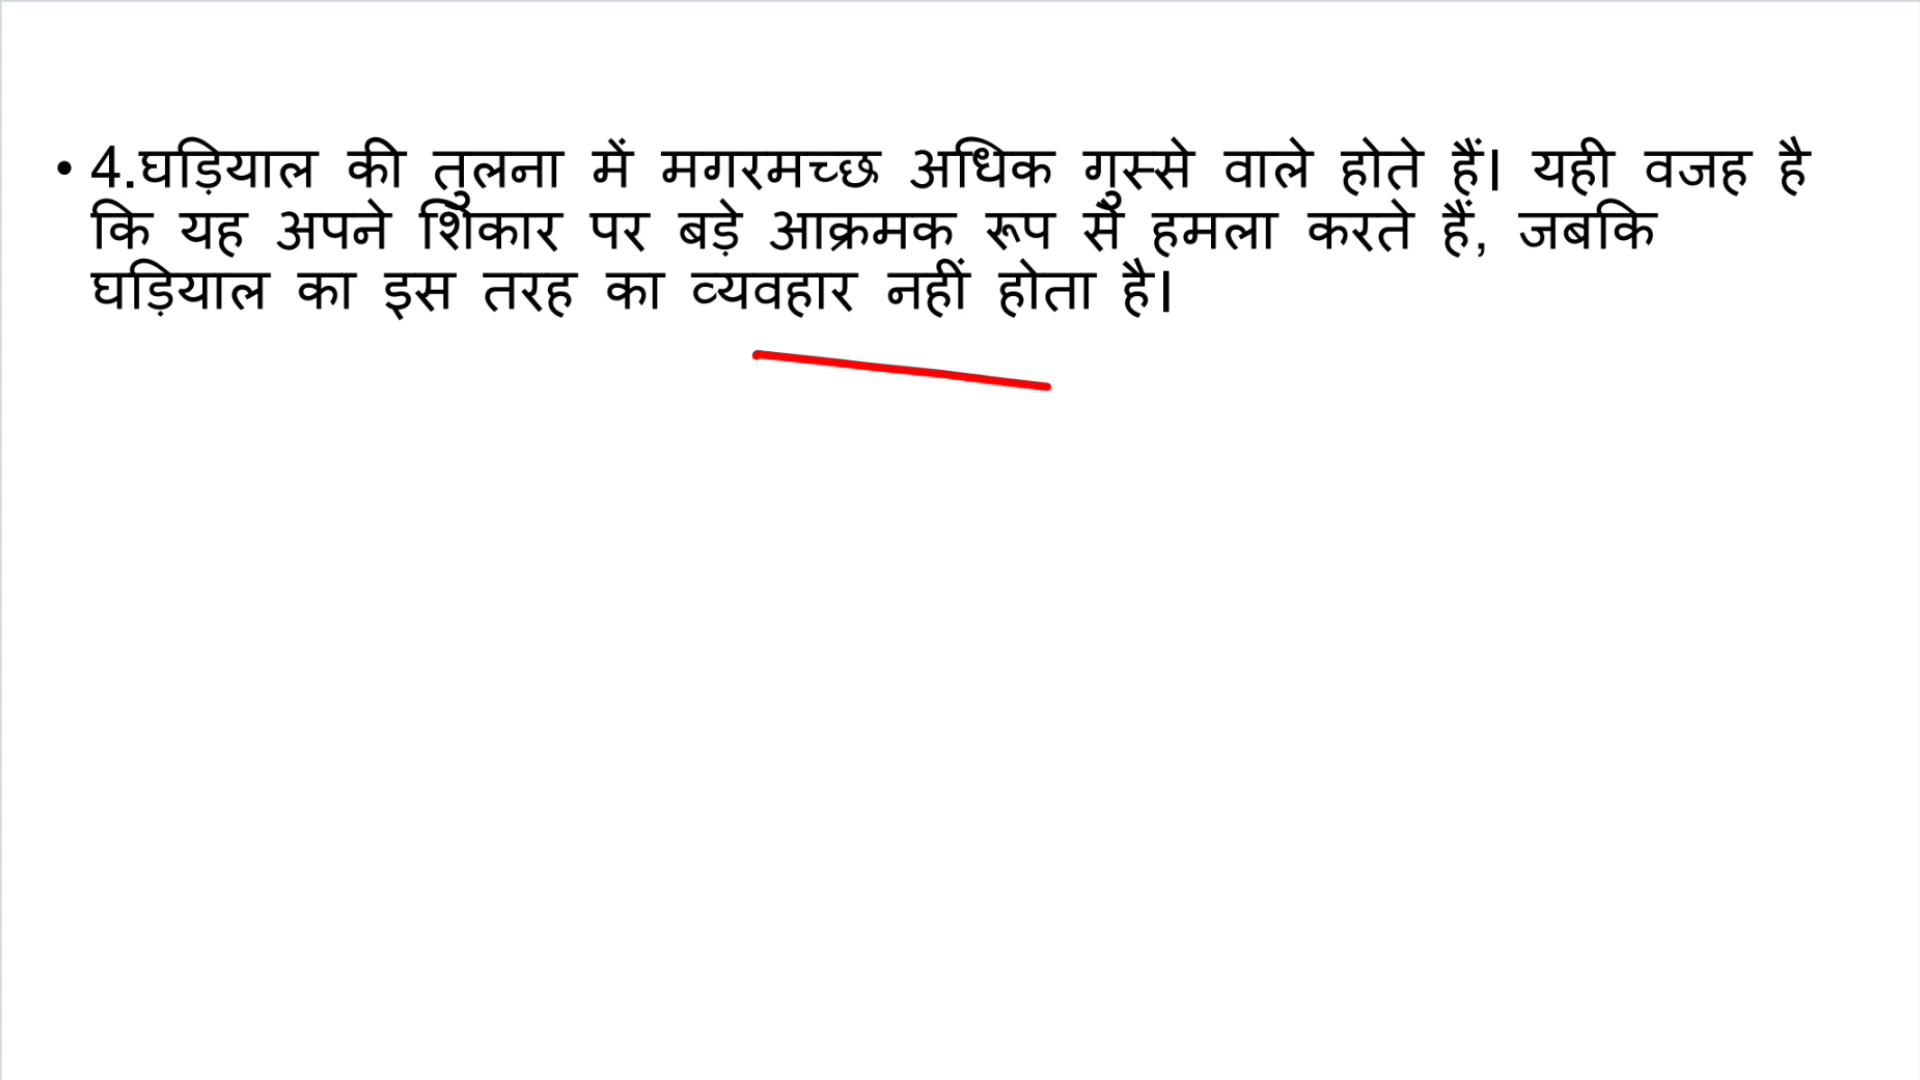 • 4.घड़ियाल की तुलना में मगरमच्छ अधिक गुस्से वाले होते हैं। यही वजह है
कि यह अपने शिकार पर बड़े आक्रमक रूप से हमला करते हैं, जबकि
घड़ियाल का इस तरह का व्यवहार नहीं होता है।